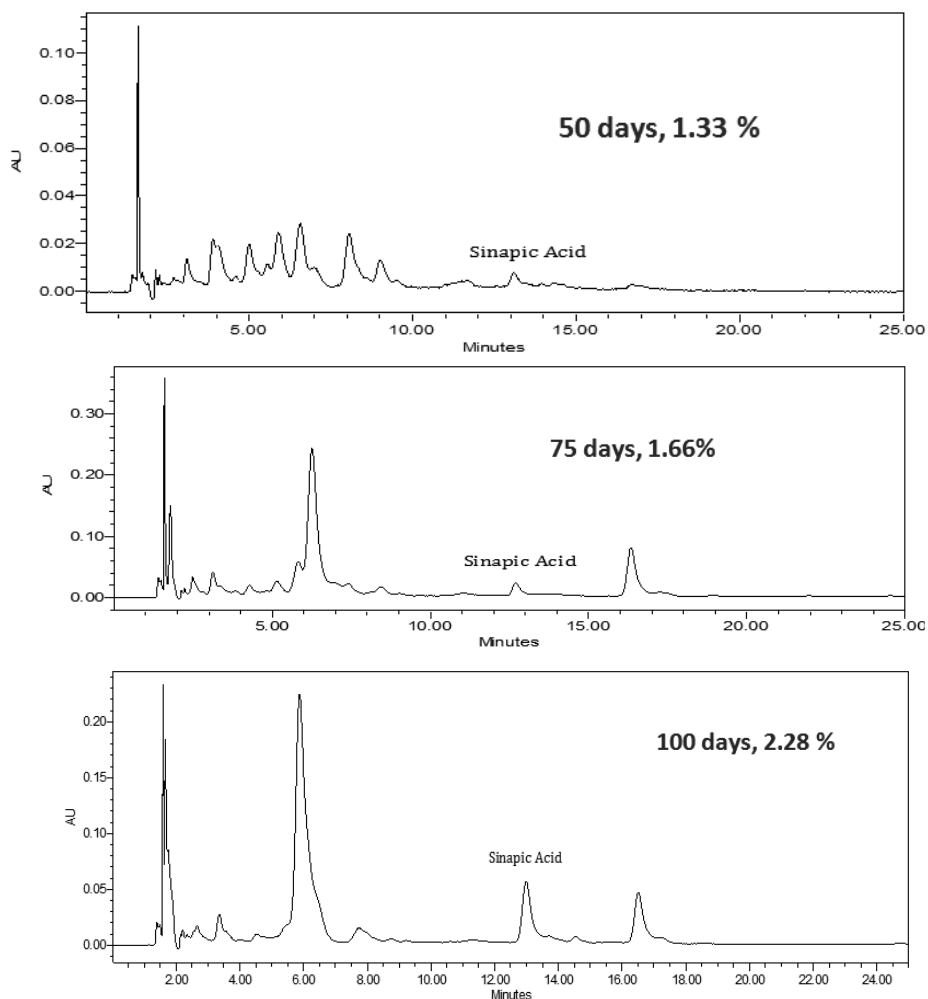 0.10
50 days, 1.33 %
0.08
AU
0.06
0.04
Sinapic Acid
0.02
0.00
5.00 10.00 15.00 20.00 25.00
Minutes
0.30
75 days, 1.66%
0.20
AU
Sinapic Acid
0.10
0.00
5.00 10.00 15.00 20.00 25.00
Minutes
0.20
100 days, 2.28 %
0.15
AU
0.10
Sinapic Acid
0.05
0.00
2.00 4.00 6.00 8.00 10.00 12.00 14.00 16.00 18.00 20.00 22.00 24.00
Minutes